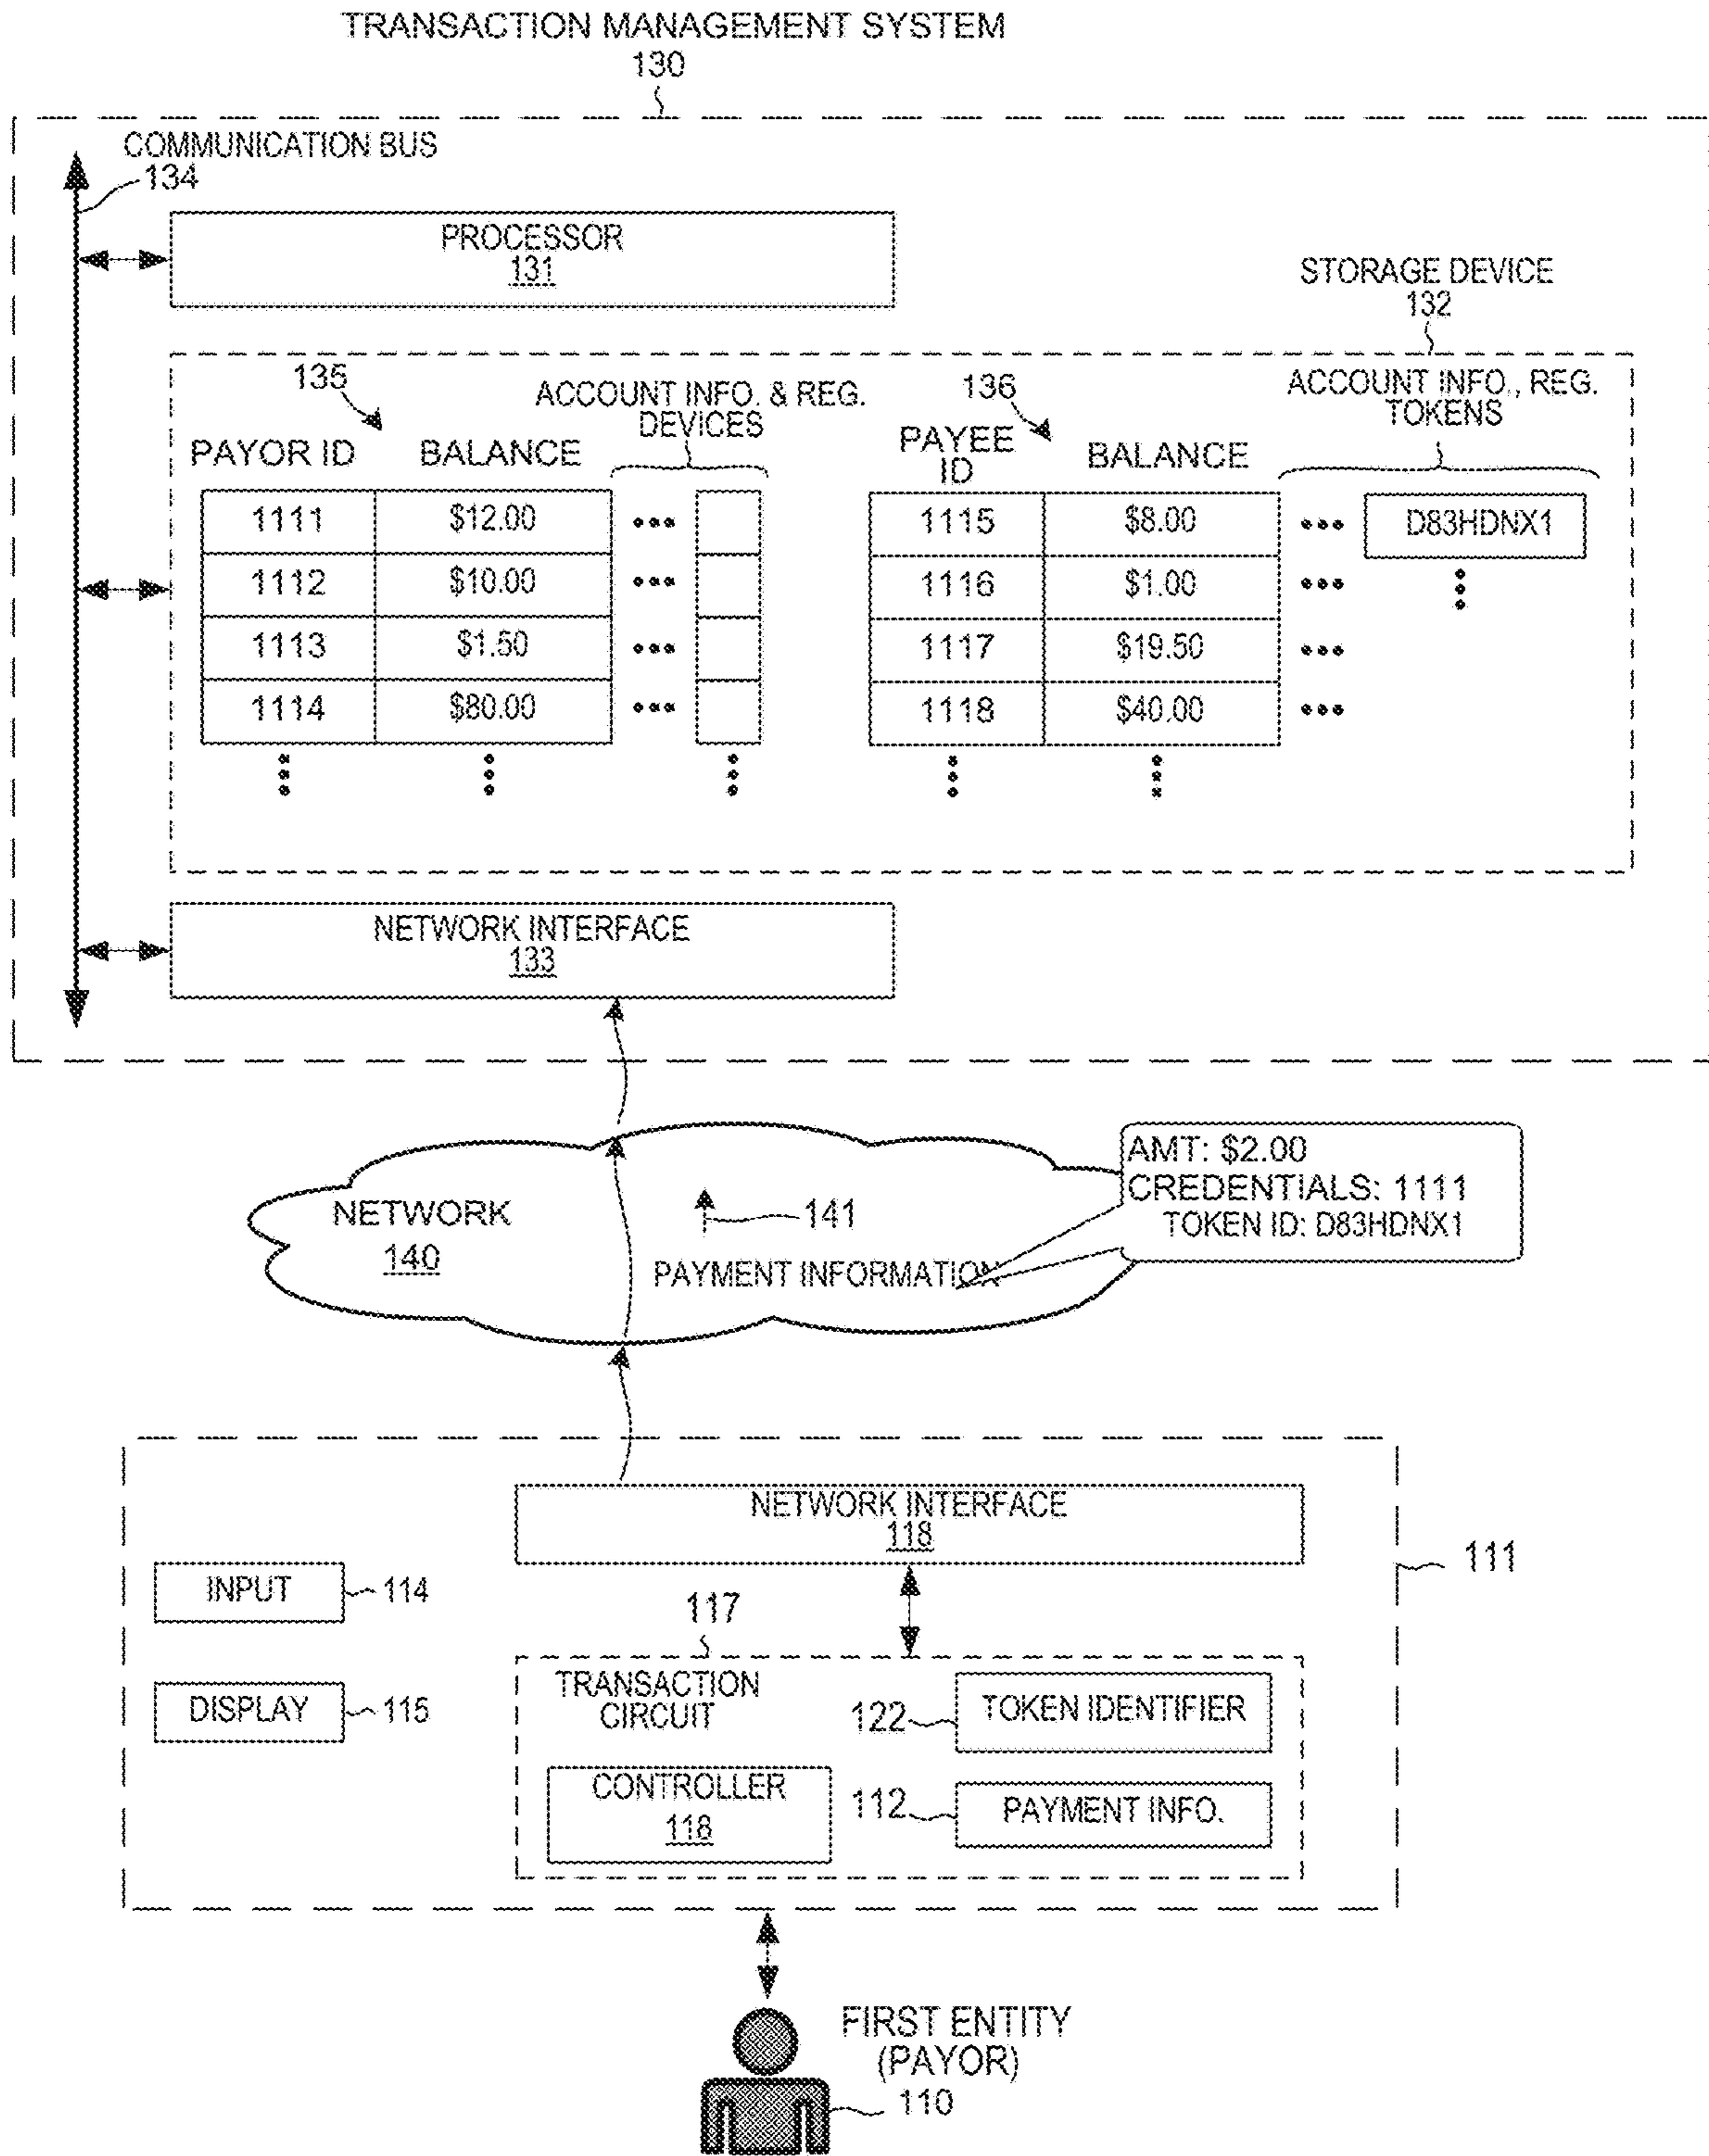 TRANSACTION MANAGEMENT SYSTEM
130
COMMUNICATION BUS
134
PROCESSOR
131
STORAGE DEVICE
132
135
ACCOUNT INFO. & REG.
DEVICES
PAYOR ID BALANCE
1111 $12.00 •••
1112 $10.00 •••
1113 $1.50 •••
1114 $80.00 •••
136
ACCOUNT INFO., REG.
TOKENS
PAYEE
ID
BALANCE
1115 $8.00 ••• D83HDNX1
1116 $1.00 •••
1117 $19.50 •••
1118 $40.00 •••
NETWORK INTERFACE
133
NETWORK
140
141
PAYMENT INFORMATION
AMT: $2.00
CREDENTIALS: 1111
TOKEN ID: D83HDNX1
NETWORK INTERFACE
118
111
INPUT
114
DISPLAY
115
117
TRANSACTION
CIRCUIT
CONTROLLER
118
122
TOKEN IDENTIFIER
112
PAYMENT INFO.
FIRST ENTITY
(PAYOR)
110